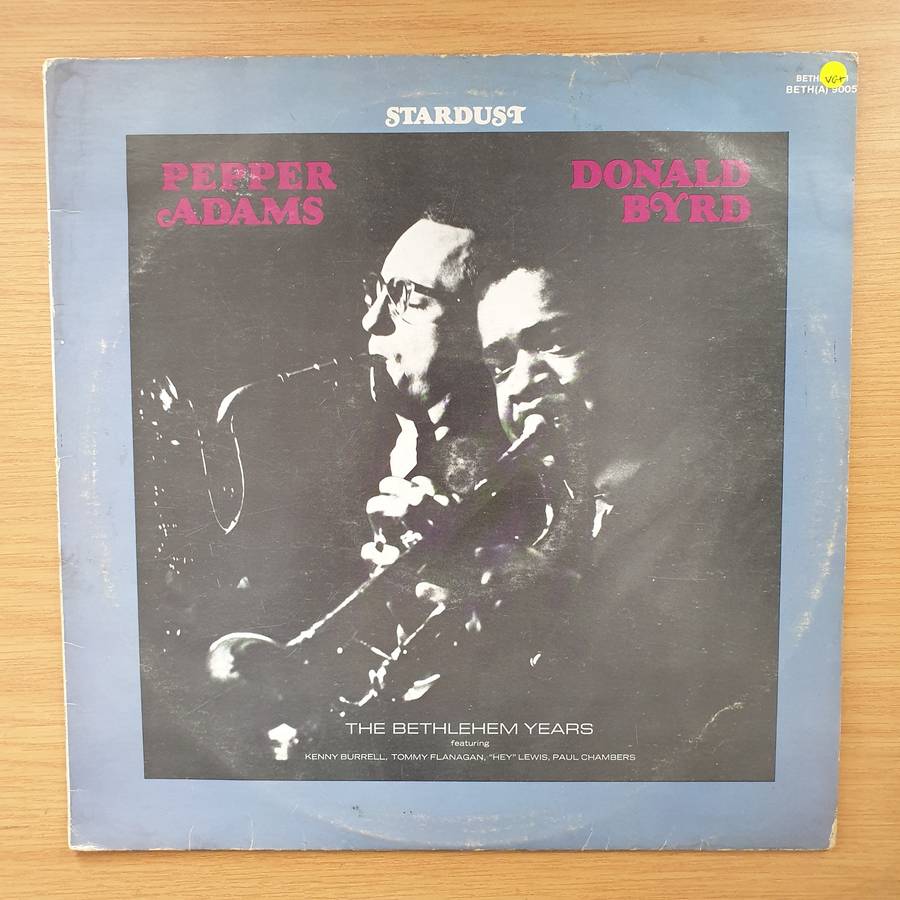 STARDUST
VG+
BETH(A) 9005
PEPPER
ADAMS
DONALD
BYRD
THE BETHLEHEM YEARS
featuring
KENNY BURRELL, TOMMY FLANAGAN, "HEY" LEWIS, PAUL CHAMBERS